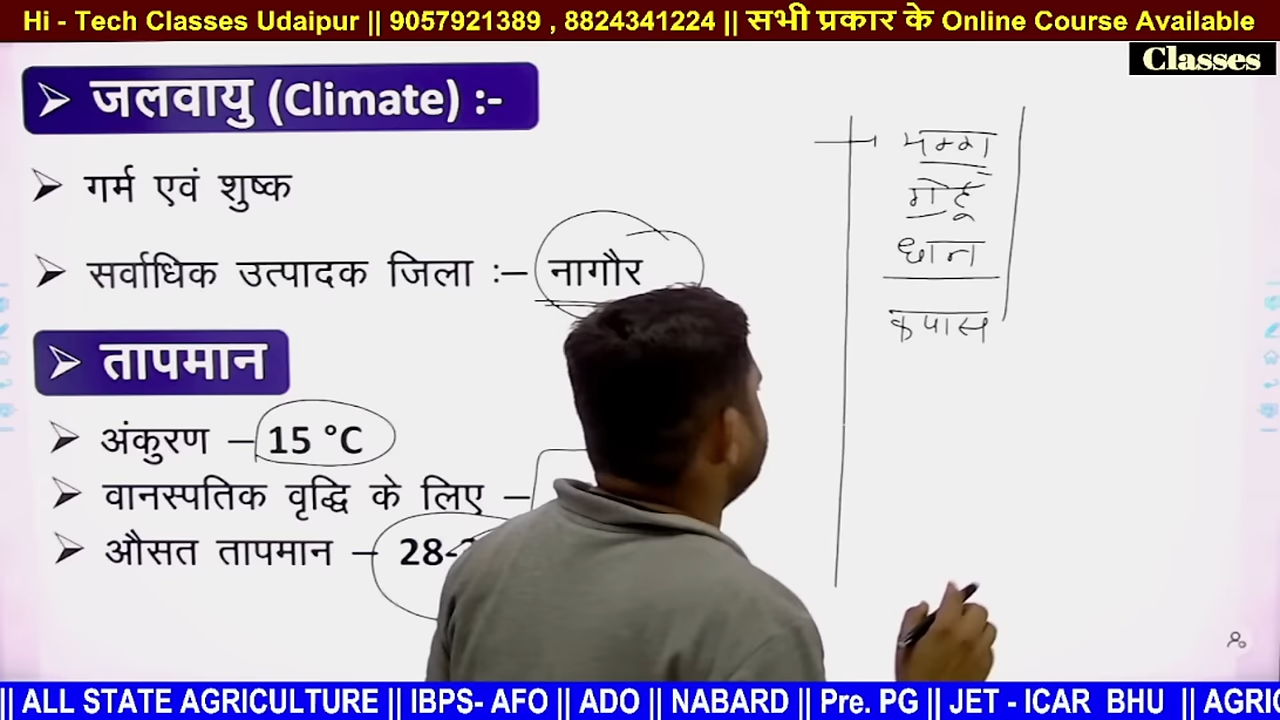 Hi - Tech Classes Udaipur || 9057921389 , 8824341224 || सभी प्रकार के Online Course Available
Classes
➢ जलवायु (Climate) :-
➢ गर्म एवं शुष्क
➢ सर्वाधिक उत्पादक जिला :– नागौर
➢ तापमान
➢ अंकुरण – 15 °C
➢ वानस्पतिक वृद्धि के लिए –
➢ औसत तापमान – 28-
गेहूँ
धान
कपास
|| ALL STATE AGRICULTURE || IBPS- AFO || ADO || NABARD || Pre. PG || JET - ICAR BHU || AGRIC